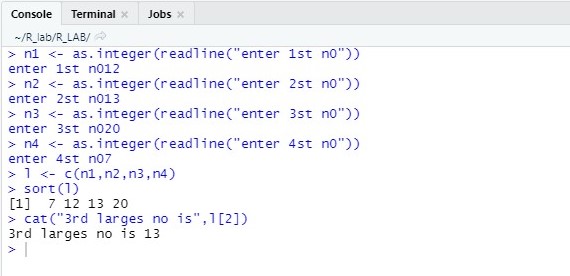 Console Terminal × Jobs ×
~/R_lab/R_LAB/
> n1 <- as.integer(readline("enter 1st n0"))
enter 1st n012
> n2 <- as.integer(readline("enter 2st n0"))
enter 2st n013
> n3 <- as.integer(readline("enter 3st n0"))
enter 3st n020
> n4 <- as.integer(readline("enter 4st n0"))
enter 4st n07
> l <- c(n1,n2,n3,n4)
> sort(l)
[1]  7 12 13 20
> cat("3rd larges no is",l[2])
3rd larges no is 13
>